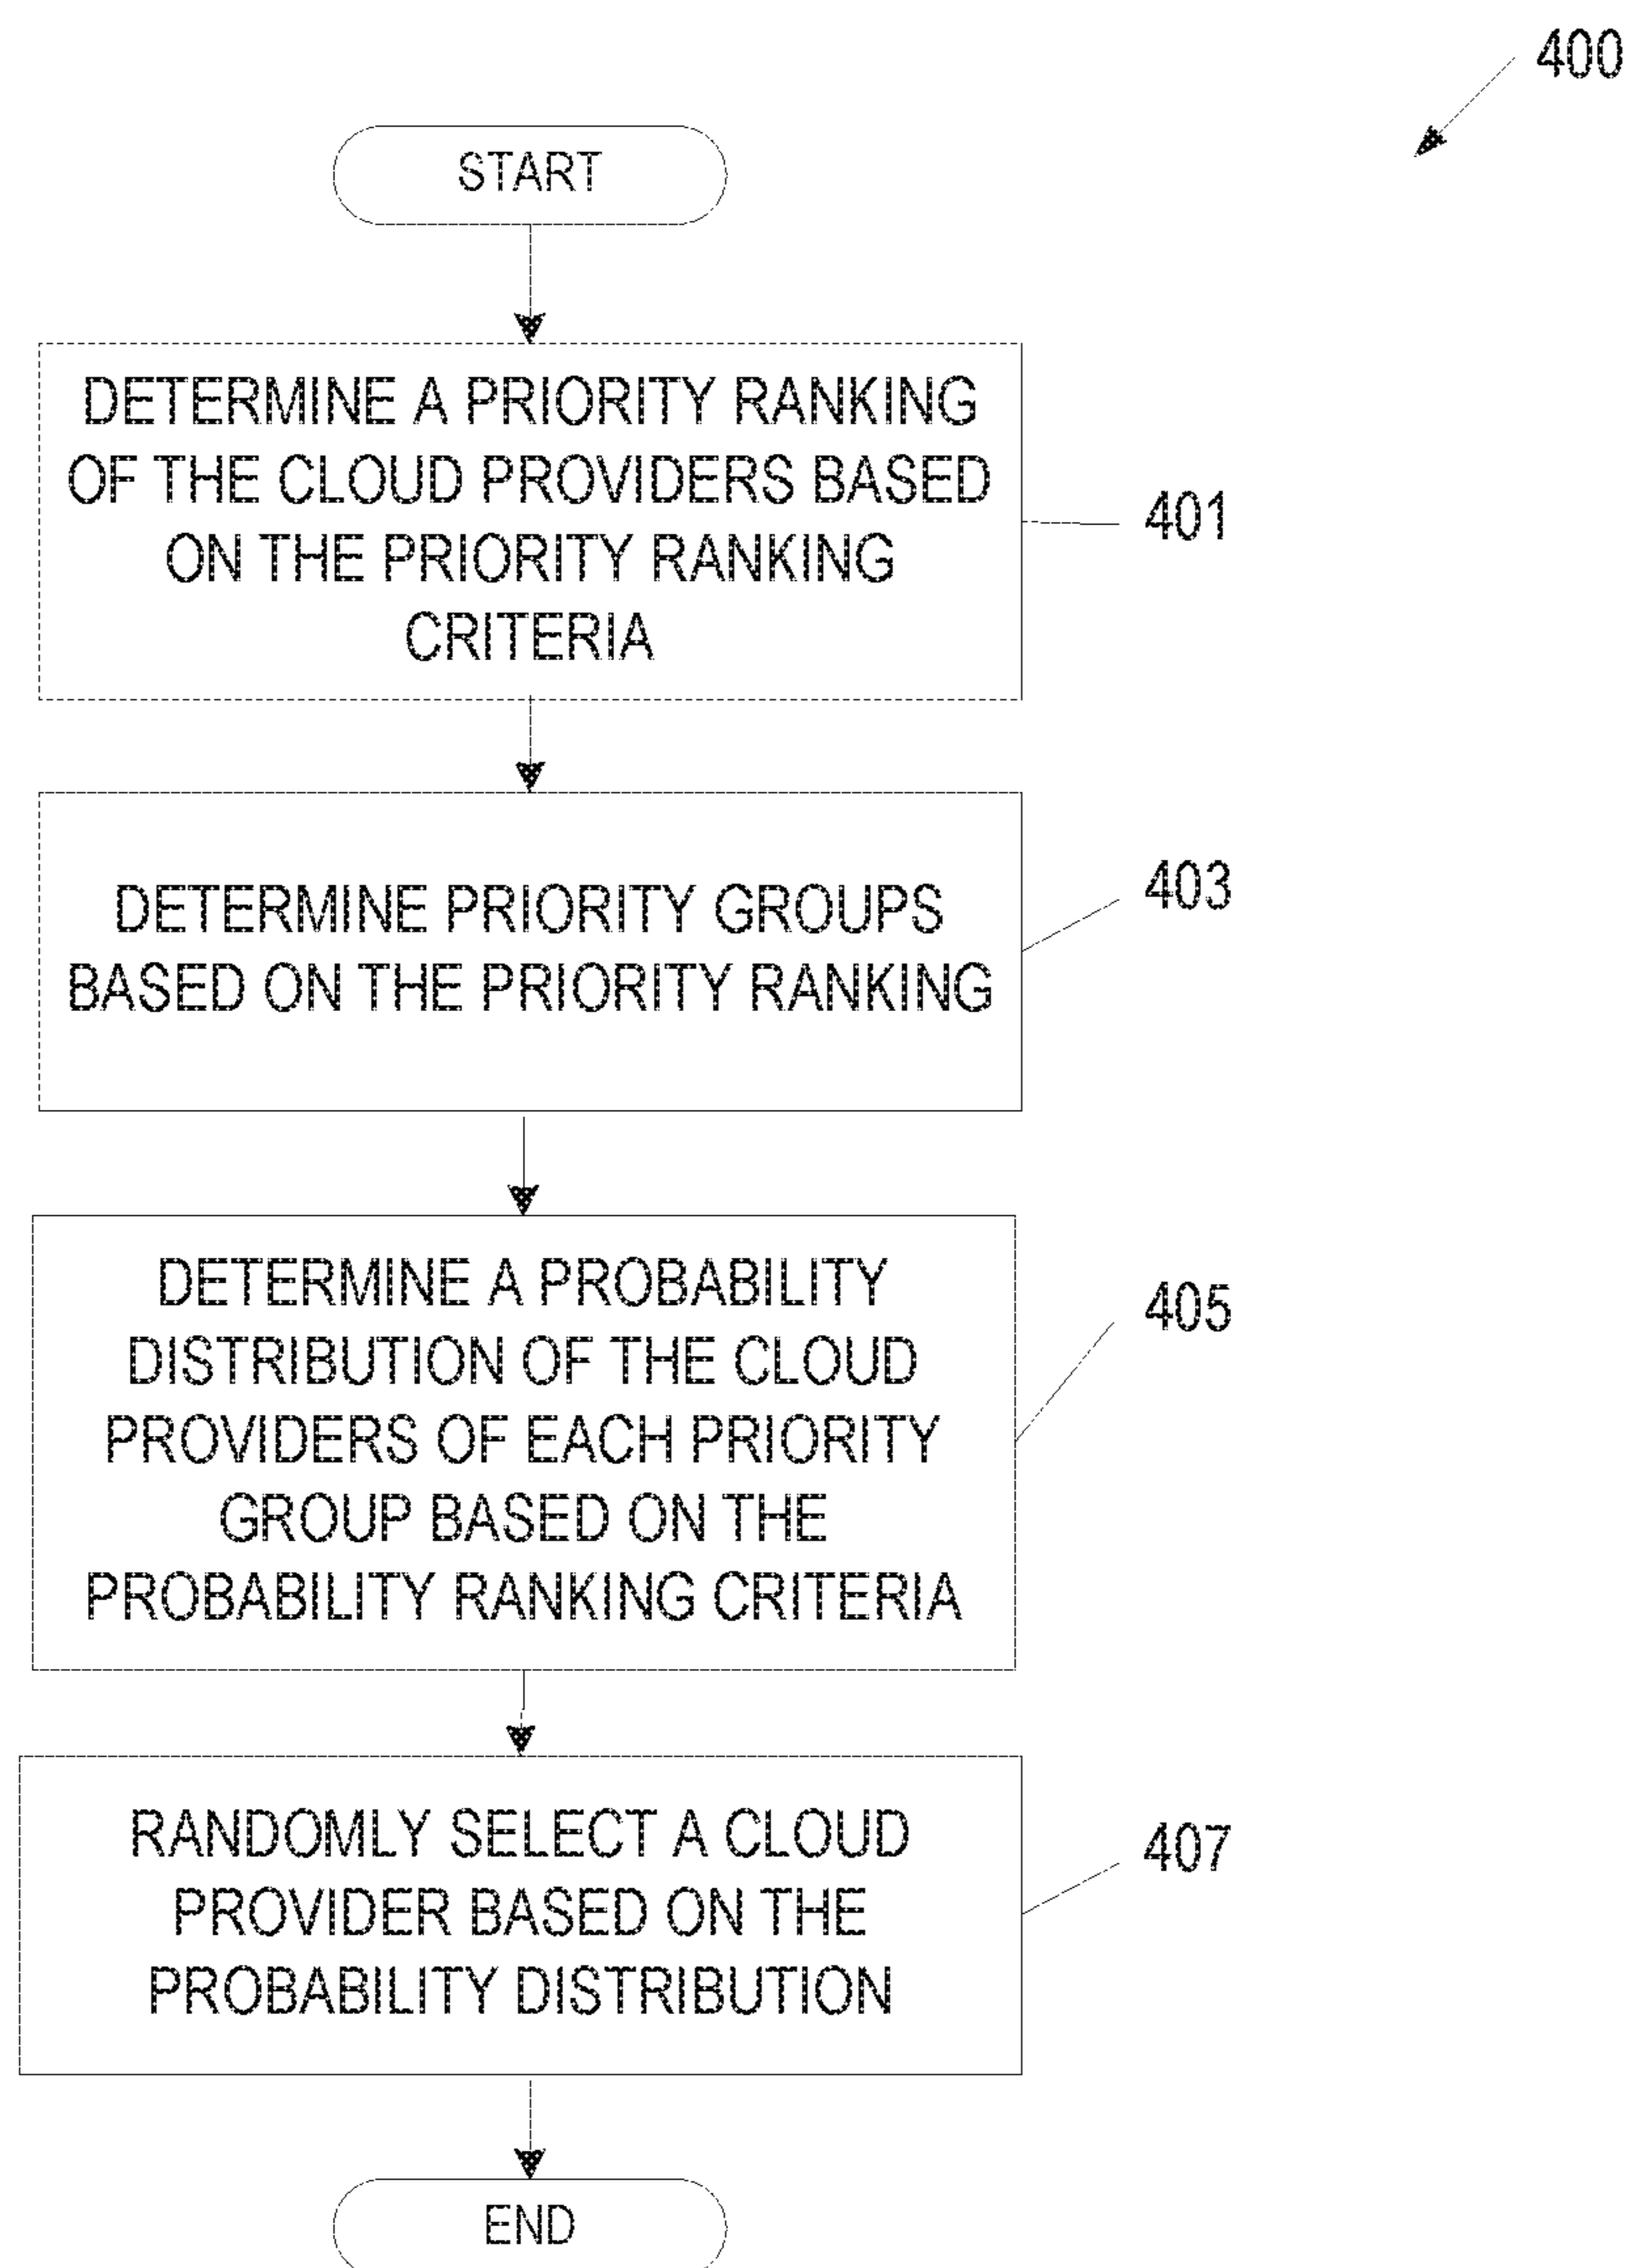 400
START
DETERMINE A PRIORITY RANKING
OF THE CLOUD PROVIDERS BASED
ON THE PRIORITY RANKING
CRITERIA
401
DETERMINE PRIORITY GROUPS
BASED ON THE PRIORITY RANKING
403
DETERMINE A PROBABILITY
DISTRIBUTION OF THE CLOUD
PROVIDERS OF EACH PRIORITY
GROUP BASED ON THE
PROBABILITY RANKING CRITERIA
405
RANDOMLY SELECT A CLOUD
PROVIDER BASED ON THE
PROBABILITY DISTRIBUTION
407
END